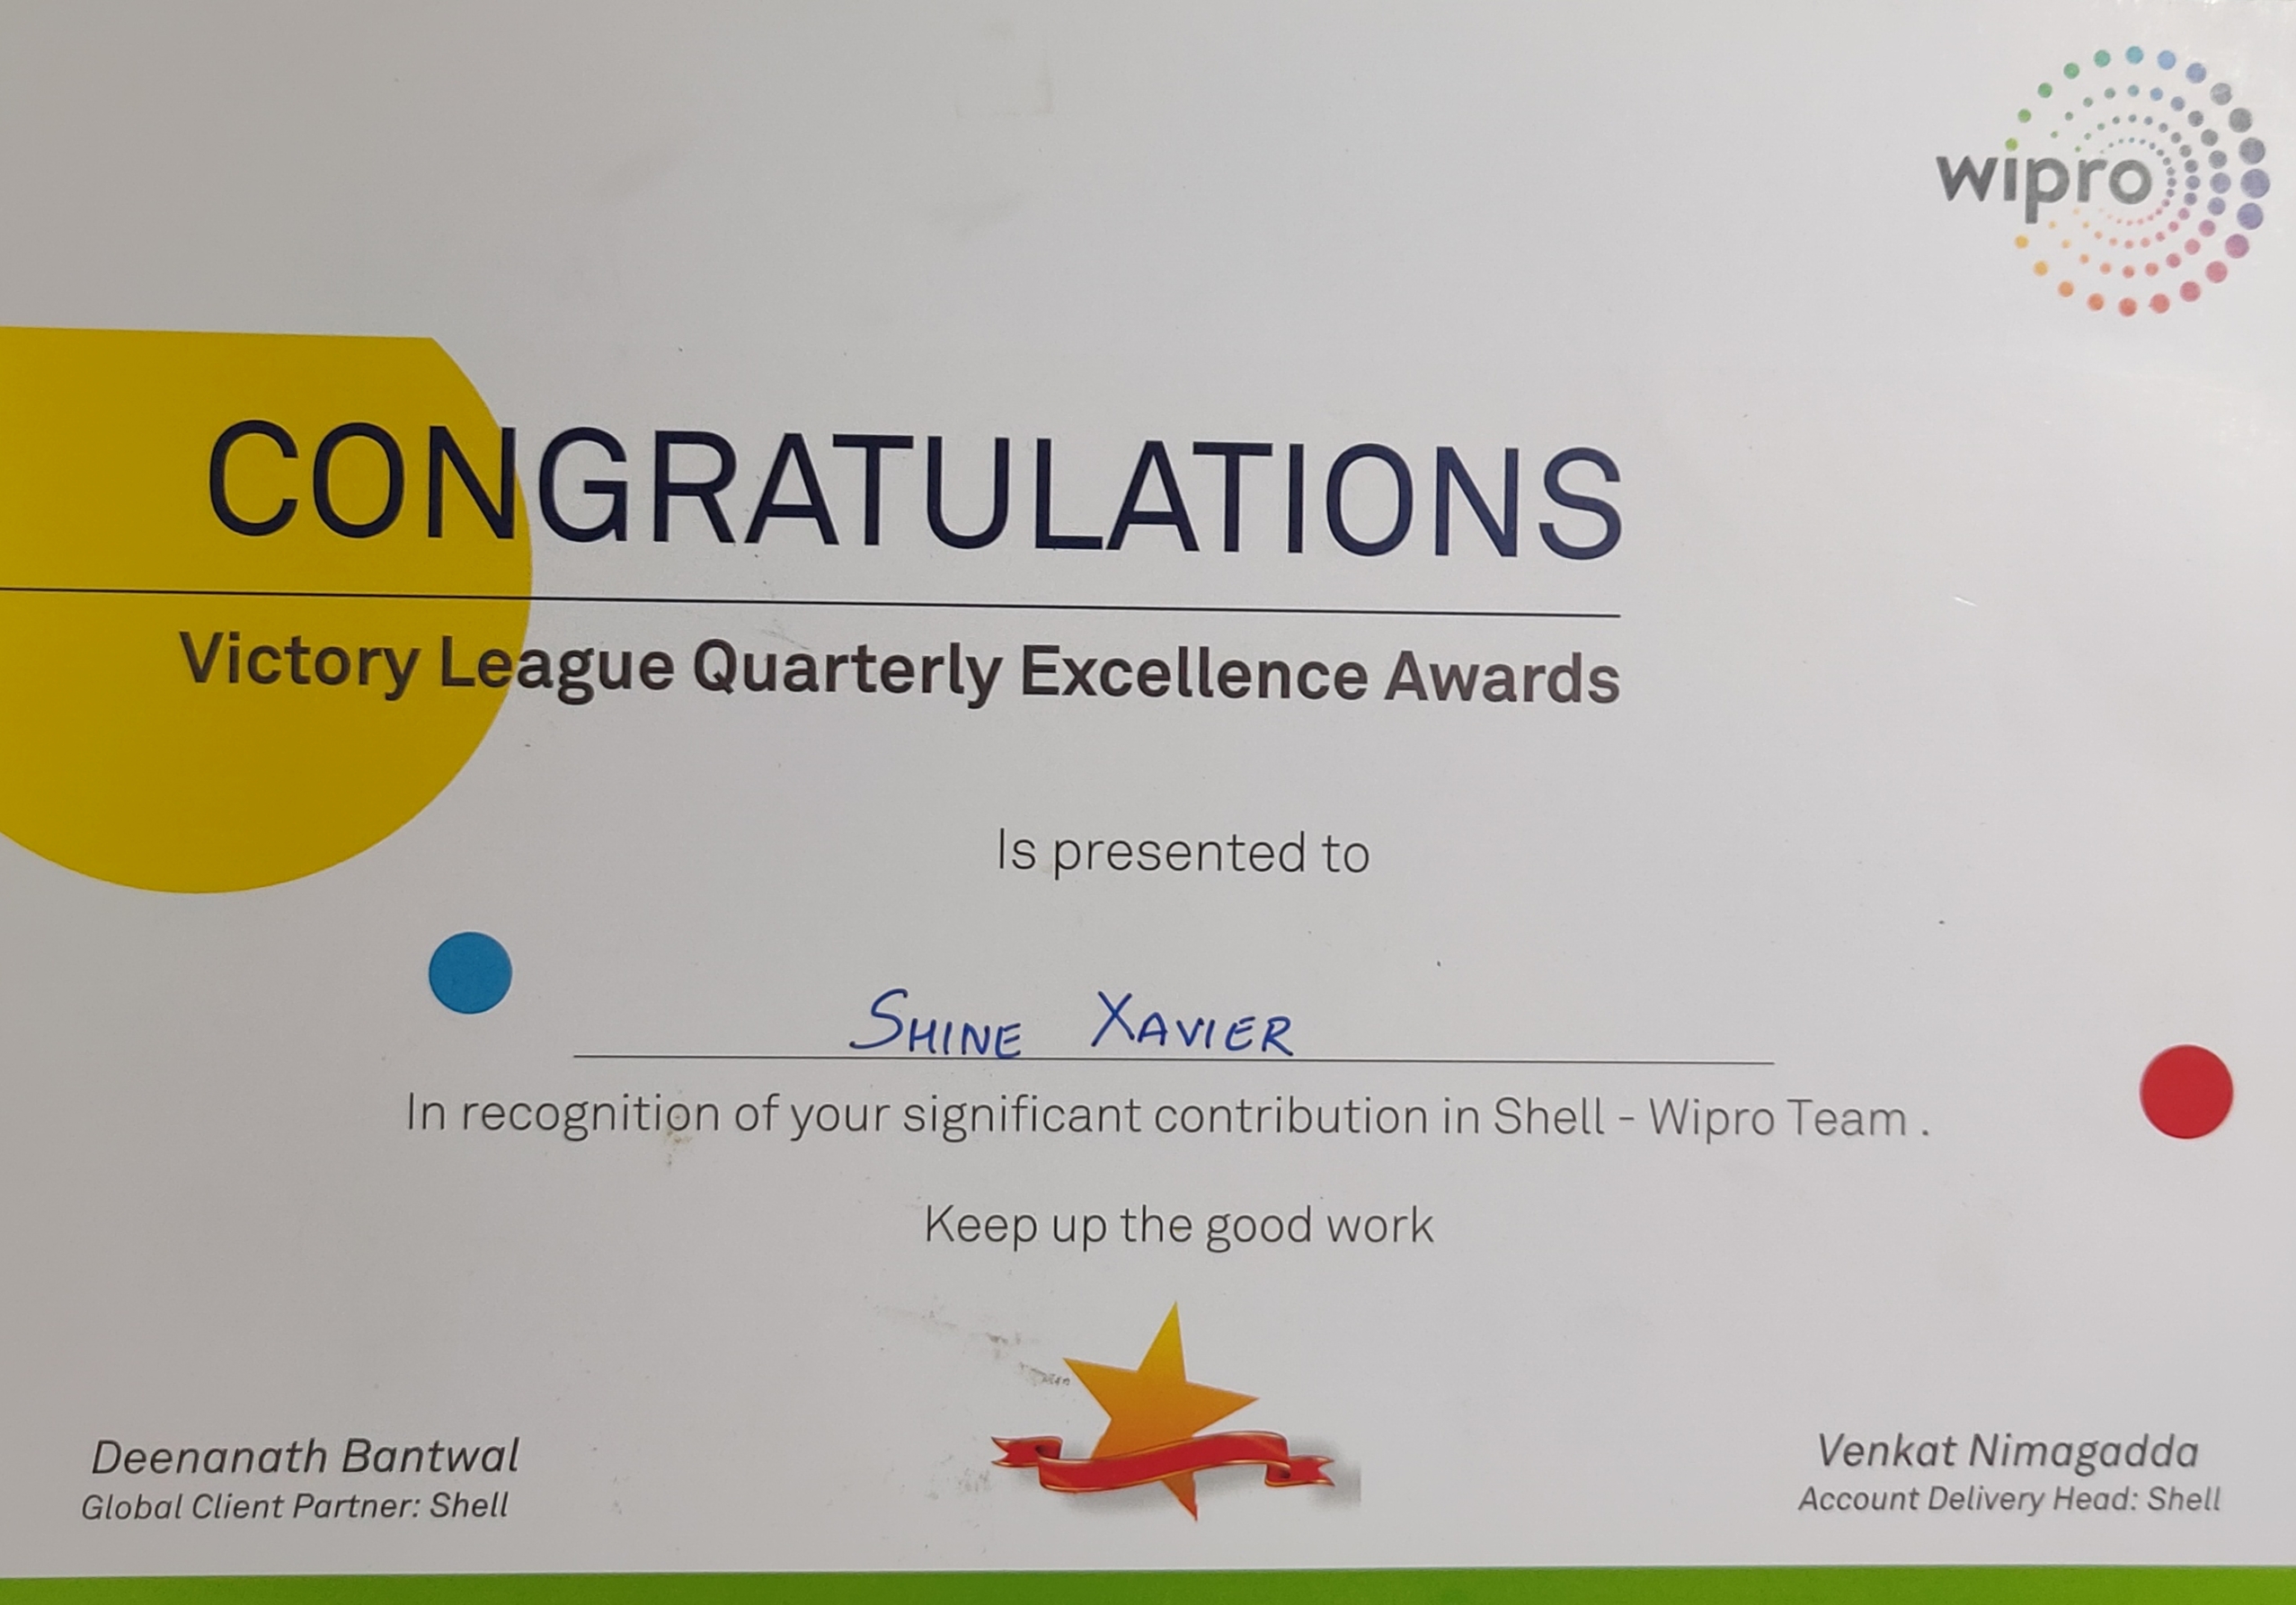 wipro
CONGRATULATIONS
Victory League Quarterly Excellence Awards
Is presented to
SHINE XAVIER
In recognition of your significant contribution in Shell - Wipro Team .
Keep up the good work
Deenanath Bantwal
Global Client Partner: Shell
Venkat Nimagadda
Account Delivery Head: Shell